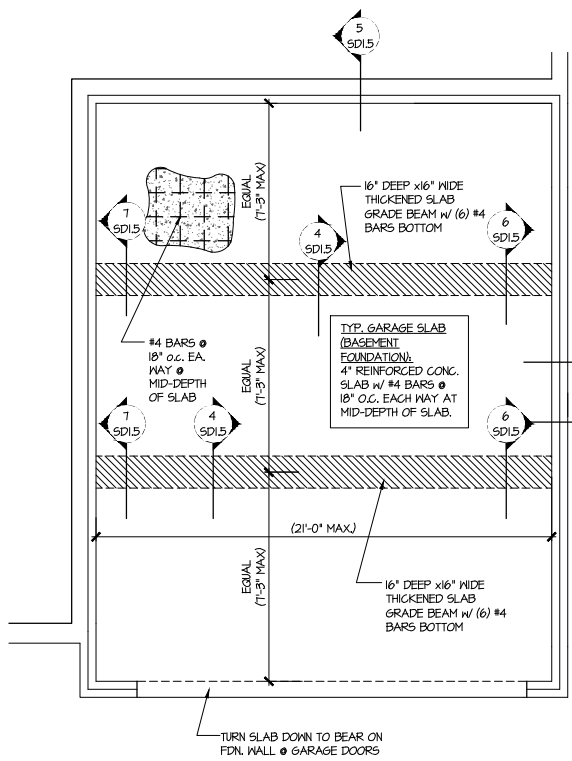 5
SD1.5
EQUAL
(7'-3" MAX)
16" DEEP x16" WIDE
THICKENED SLAB
GRADE BEAM W/ (6) #4
BARS BOTTOM
7
SD1.5
4
SD1.5
6
SD1.5
#4 BARS @
18" O.C. EA.
WAY @
MID-DEPTH
OF SLAB
EQUAL
(7'-3" MAX)
TYP. GARAGE SLAB
(BASEMENT
FOUNDATION):
4" REINFORCED CONC.
SLAB W/ #4 BARS @
18" O.C. EACH WAY AT
MID-DEPTH OF SLAB.
7
SD1.5
4
SD1.5
6
SD1.5
(21'-0" MAX.)
EQUAL
(7'-3" MAX)
16" DEEP x16" WIDE
THICKENED SLAB
GRADE BEAM W/ (6) #4
BARS BOTTOM
TURN SLAB DOWN TO BEAR ON
FDN. WALL @ GARAGE DOORS